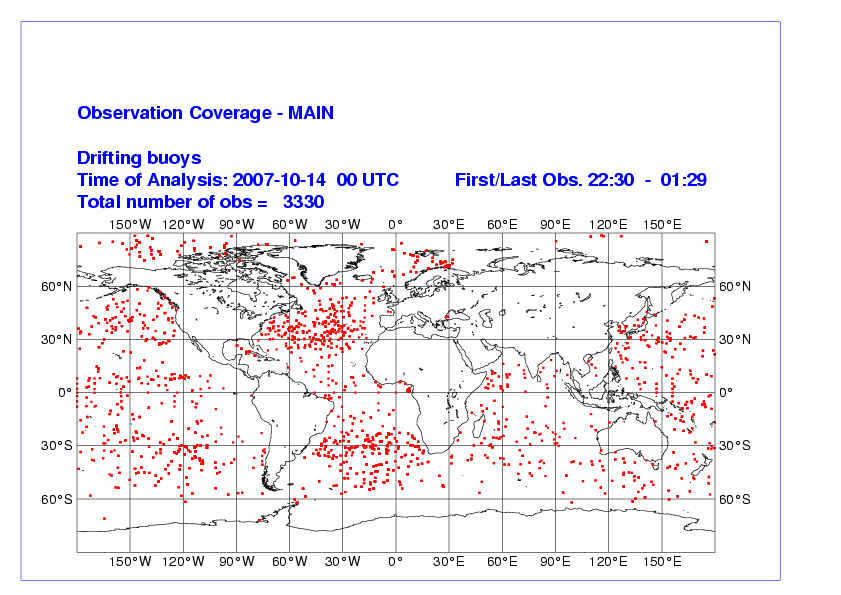 Observation Coverage - MAIN
Drifting buoys
Time of Analysis: 2007-10-14  00 UTC          First/Last Obs. 22:30  -  01:29
Total number of obs =   3330
150°W 120°W 90°W 60°W 30°W 0° 30°E 60°E 90°E 120°E 150°E
60°N 60°N
30°N 30°N
0° 0°
30°S 30°S
60°S 60°S
150°W 120°W 90°W 60°W 30°W 0° 30°E 60°E 90°E 120°E 150°E